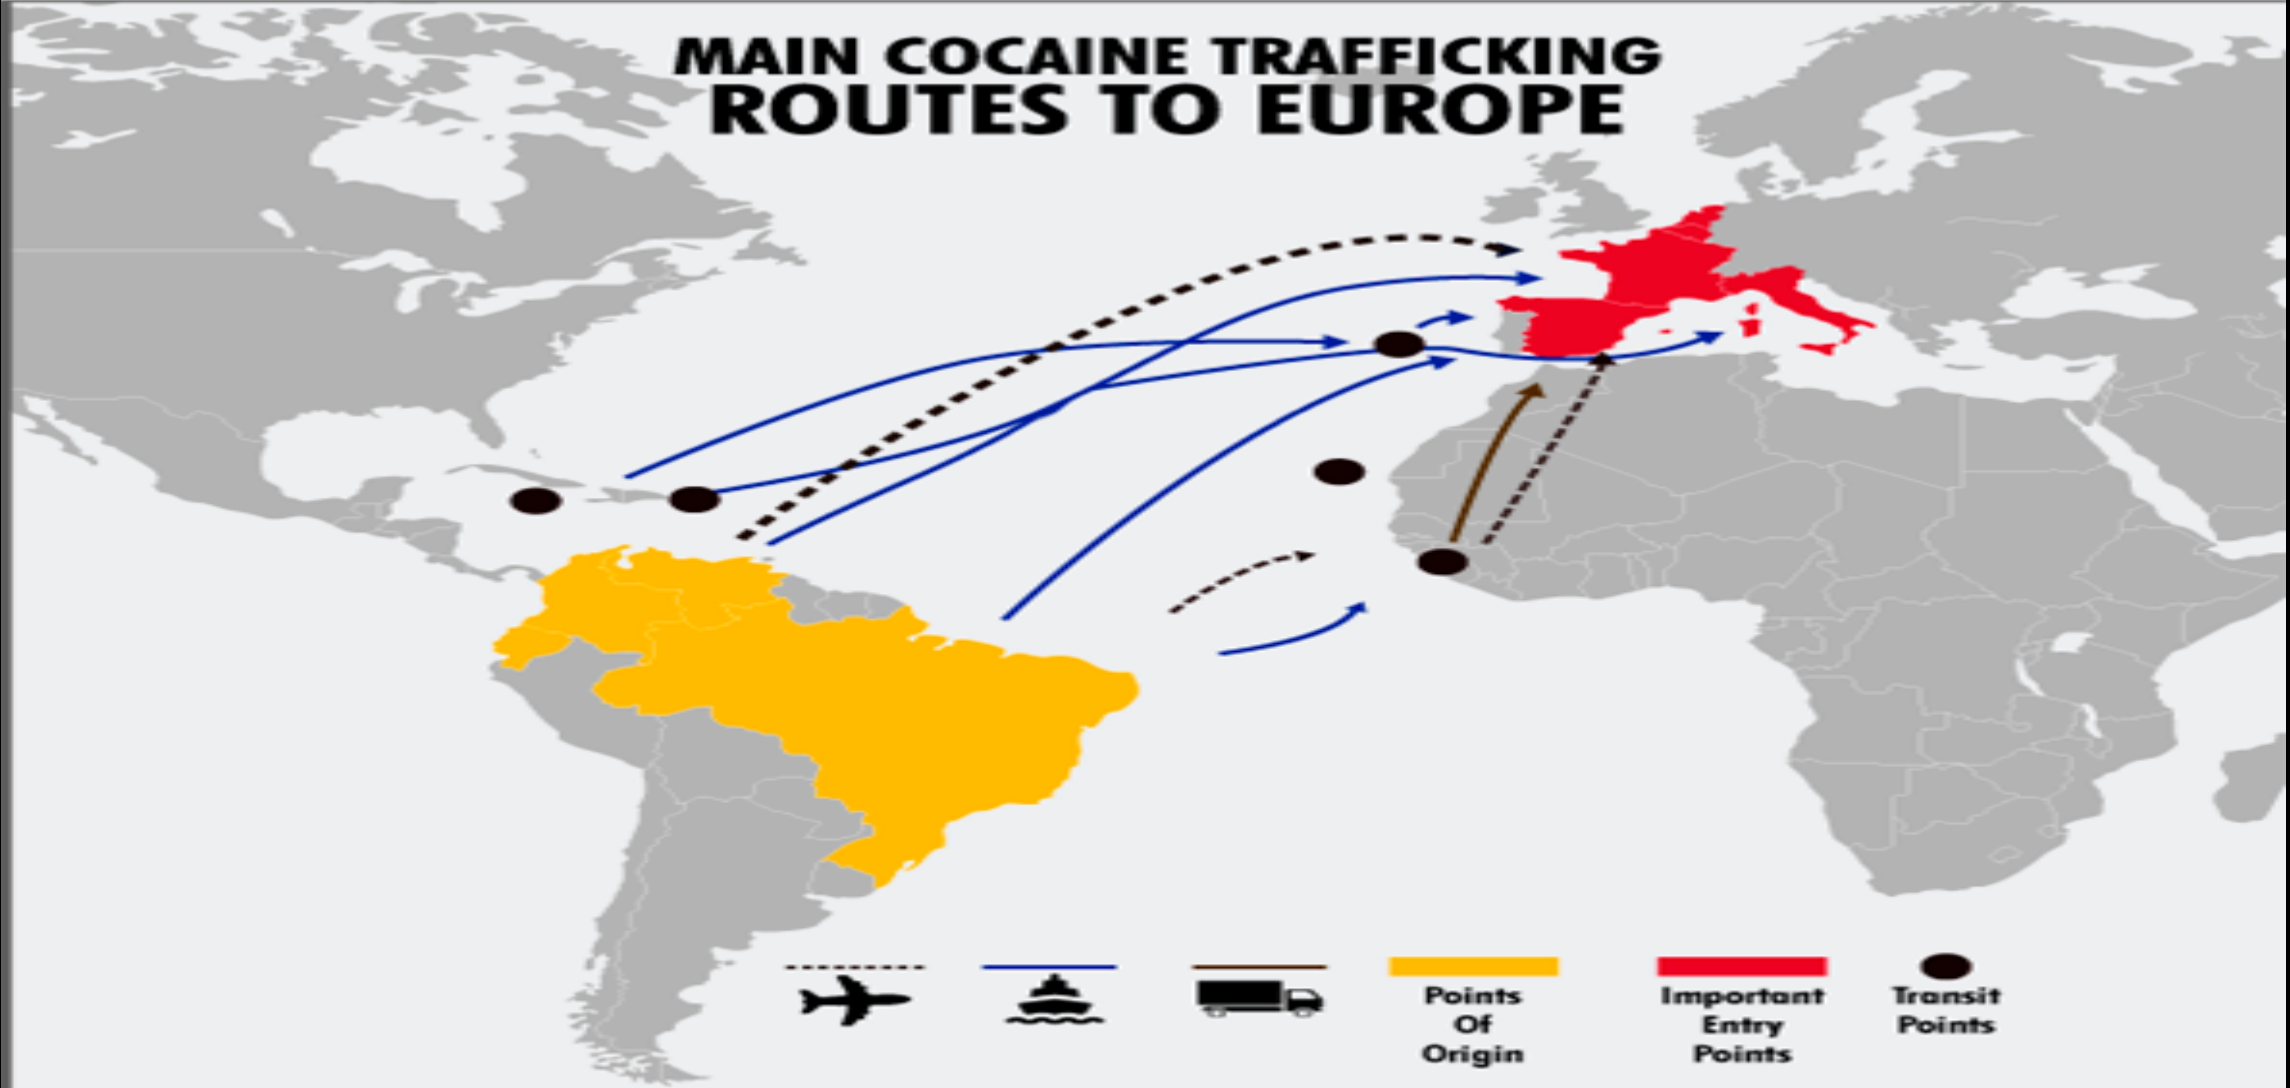 MAIN COCAINE TRAFFICKING
ROUTES TO EUROPE
Points
Of
Origin
Important
Entry
Points
Transit
Points